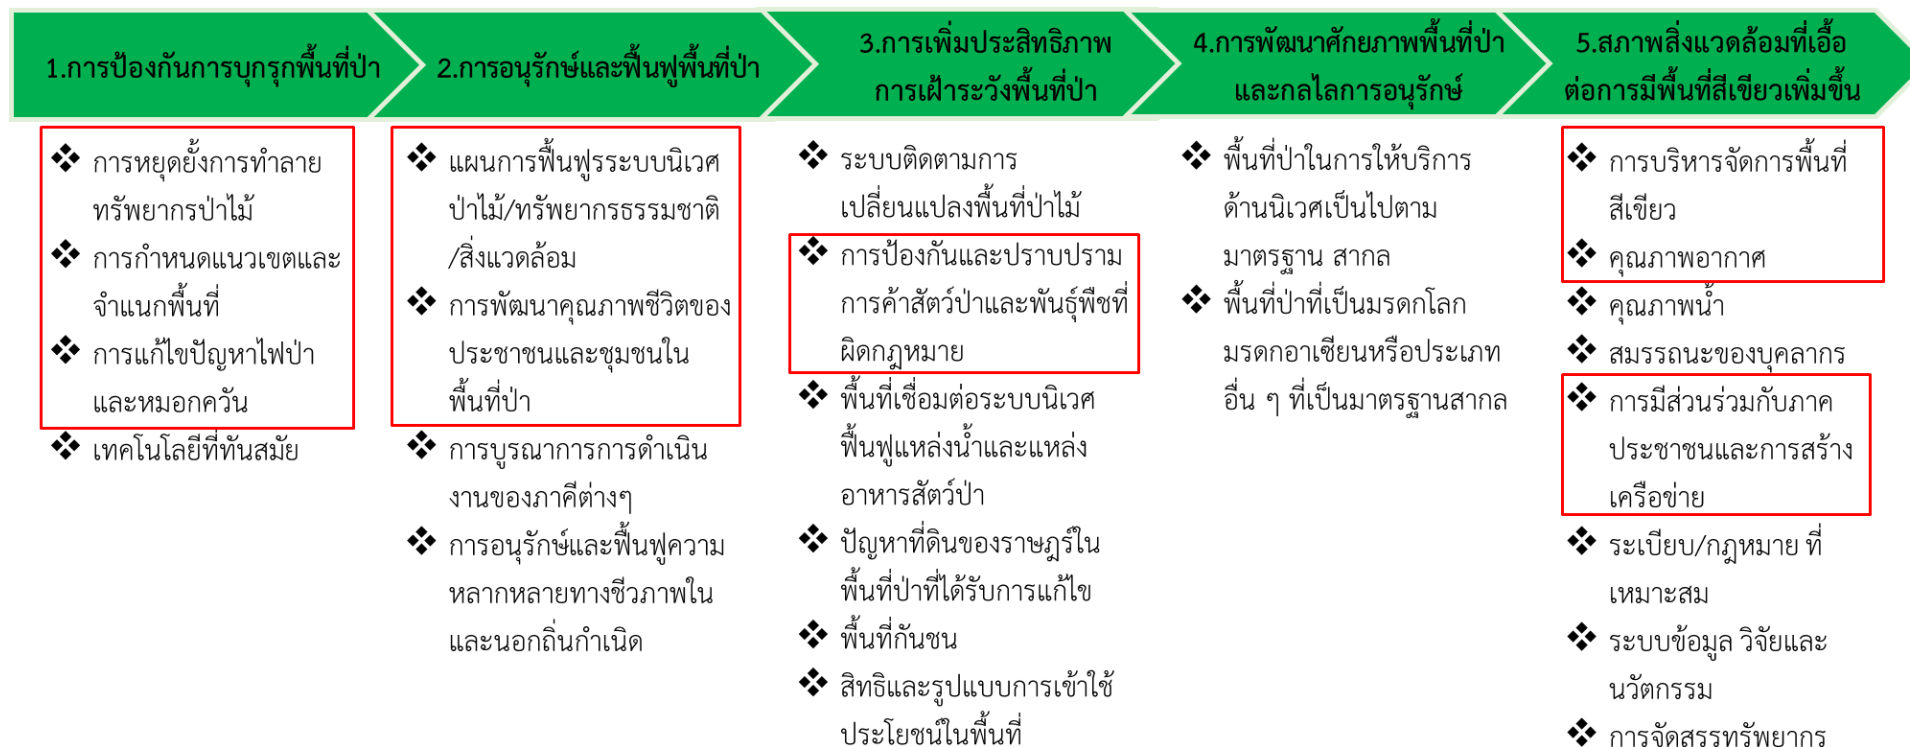 1.การป้องกันการบุกรุกพื้นที่ป่า
2.การอนุรักษ์และฟื้นฟูพื้นที่ป่า
3.การเพิ่มประสิทธิภาพ
การเฝ้าระวังพื้นที่ป่า
4.การพัฒนาศักยภาพพื้นที่ป่า
และกลไลการอนุรักษ์
5.สภาพสิ่งแวดล้อมที่เอื้อ
ต่อการมีพื้นที่สีเขียวเพิ่มขึ้น
❖ การหยุดยั้งการทำลาย
ทรัพยากรป่าไม้
❖ การกำหนดแนวเขตและ
จำแนกพื้นที่
❖ การแก้ไขปัญหาไฟป่า
และหมอกควัน
❖ เทคโนโลยีที่ทันสมัย
❖ แผนการฟื้นฟูรระบบนิเวศ
ป่าไม้/ทรัพยากรธรรมชาติ
/สิ่งแวดล้อม
❖ การพัฒนาคุณภาพชีวิตของ
ประชาชนและชุมชนใน
พื้นที่ป่า
❖ การบูรณาการการดำเนิน
งานของภาคีต่างๆ
❖ การอนุรักษ์และฟื้นฟูความ
หลากหลายทางชีวภาพใน
และนอกถิ่นกำเนิด
❖ ระบบติดตามการ
เปลี่ยนแปลงพื้นที่ป่าไม้
❖ การป้องกันและปราบปราม
การค้าสัตว์ป่าและพันธุ์พืชที่
ผิดกฎหมาย
❖ พื้นที่เชื่อมต่อระบบนิเวศ
ฟื้นฟูแหล่งน้ำและแหล่ง
อาหารสัตว์ป่า
❖ ปัญหาที่ดินของราษฎร์ใน
พื้นที่ป่าที่ได้รับการแก้ไข
❖ พื้นที่กันชน
❖ สิทธิและรูปแบบการเข้าใช้
ประโยชน์ในพื้นที่
❖ พื้นที่ป่าในการให้บริการ
ด้านนิเวศเป็นไปตาม
มาตรฐาน สากล
❖ พื้นที่ป่าที่เป็นมรดกโลก
มรดกอาเซียนหรือประเภท
อื่น ๆ ที่เป็นมาตรฐานสากล
❖ การบริหารจัดการพื้นที่
สีเขียว
❖ คุณภาพอากาศ
❖ คุณภาพน้ำ
❖ สมรรถนะของบุคลากร
❖ การมีส่วนร่วมกับภาค
ประชาชนและการสร้าง
เครือข่าย
❖ ระเบียบ/กฎหมาย ที่
เหมาะสม
❖ ระบบข้อมูล วิจัยและ
นวัตกรรม
❖ การจัดสรรทรัพยากร